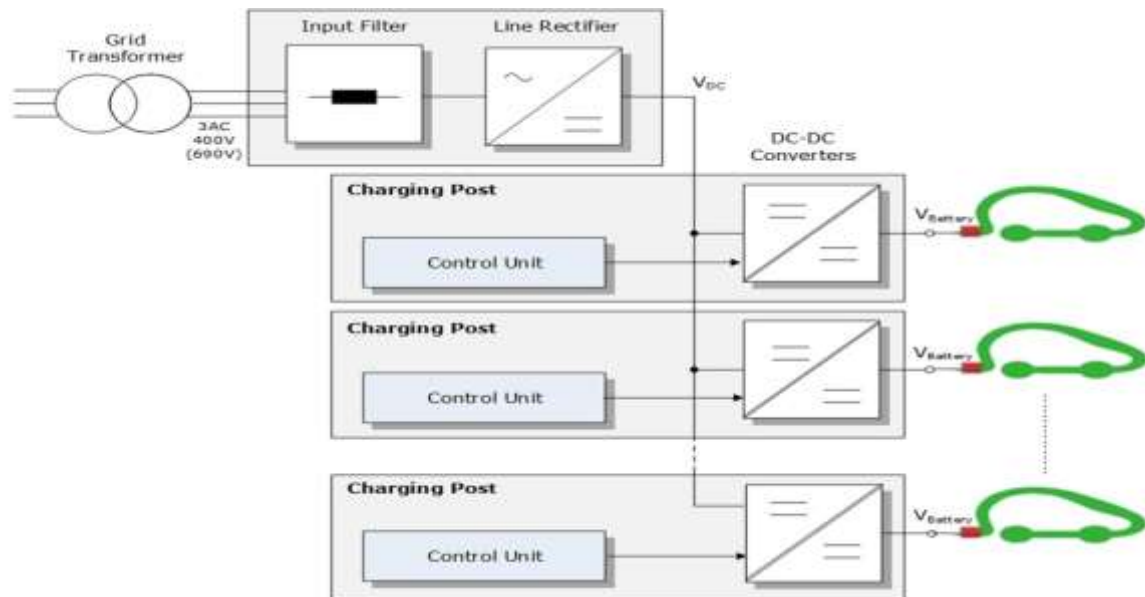 Grid
Transformer
Input Filter
Line Rectifier
3AC
400V
(690V)
VDC
DC-DC
Converters
Charging Post
Control Unit
VBattery
Charging Post
Control Unit
VBattery
Charging Post
Control Unit
VBattery